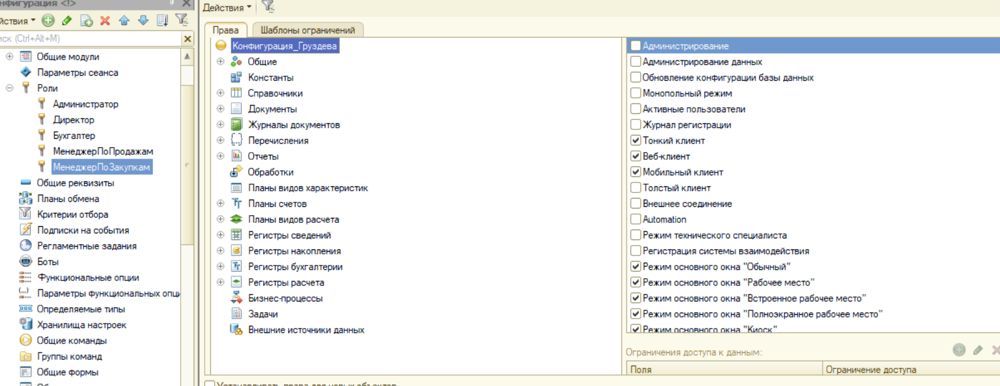 нфигурация <!>
йствия
иск (Ctrl+Alt+M)
Общие модули
Параметры сеанса
Роли
Администратор
Директор
Бухгалтер
МенеджерПоПродажам
МенеджерПоЗакупкам
Общие реквизиты
Планы обмена
Критерии отбора
Подписки на события
Регламентные задания
Боты
Функциональные опции
Параметры функциональных опци
Определяемые типы
Хранилища настроек
Общие команды
Группы команд
Общие формы
Действия
Права
Шаблоны ограничений
Конфигурация_Груздева
Общие
Константы
Справочники
Документы
Журналы документов
Перечисления
Отчеты
Обработки
Планы видов характеристик
Планы счетов
Планы видов расчета
Регистры сведений
Регистры накопления
Регистры бухгалтерии
Регистры расчета
Бизнес-процессы
Задачи
Внешние источники данных
Администрирование
Администрирование данных
Обновление конфигурации базы данных
Монопольный режим
Активные пользователи
Журнал регистрации
Тонкий клиент
Веб-клиент
Мобильный клиент
Толстый клиент
Внешнее соединение
Automation
Режим технического специалиста
Регистрация системы взаимодействия
Режим основного окна "Обычный"
Режим основного окна "Рабочее место"
Режим основного окна "Встроенное рабочее место"
Режим основного окна "Полноэкранное рабочее место"
Режим основного окна "Киоск"
Ограничения доступа к данным:
Поля
Ограничение доступа
Устанавливать права для новых объектов